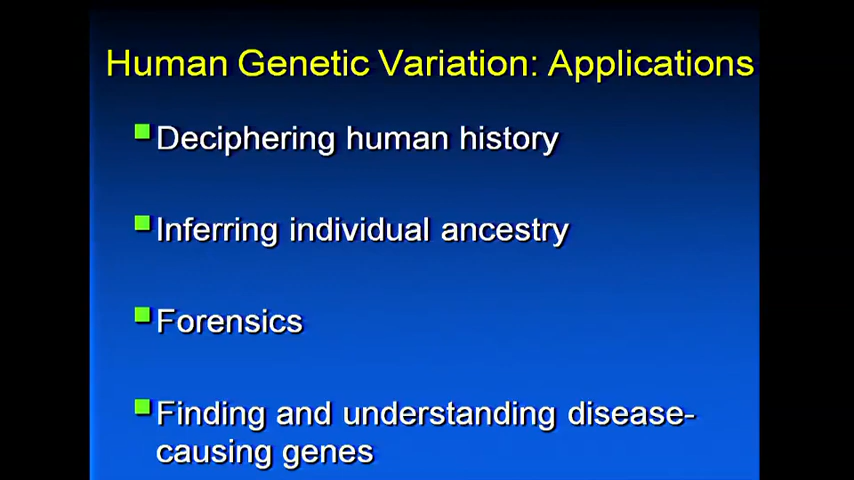 Human Genetic Variation: Applications
Deciphering human history
Inferring individual ancestry
Forensics
Finding and understanding disease-
causing genes